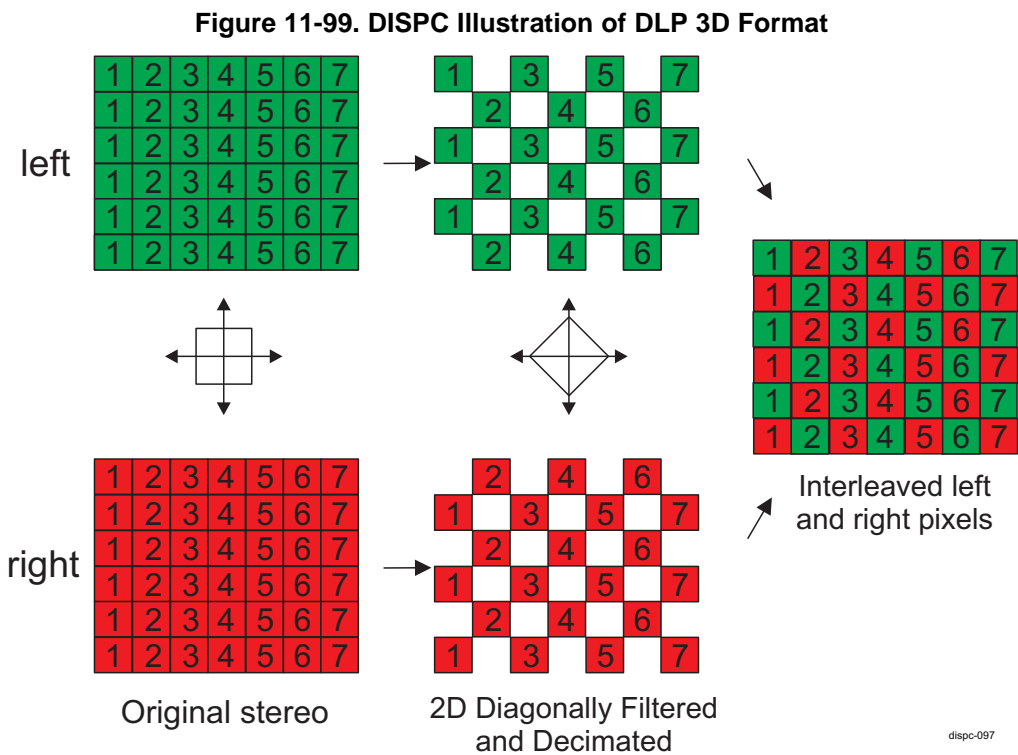 Figure 11-99. DISPC Illustration of DLP 3D Format
left
1 2 3 4 5 6 7
1 2 3 4 5 6 7
1 2 3 4 5 6 7
1 2 3 4 5 6 7
1 2 3 4 5 6 7
1 2 3 4 5 6 7
1 3 5 7
2 4 6
1 3 5 7
2 4 6
1 3 5 7
2 4 6
1 2 3 4 5 6 7
1 2 3 4 5 6 7
1 2 3 4 5 6 7
1 2 3 4 5 6 7
1 2 3 4 5 6 7
1 2 3 4 5 6 7
Interleaved left
and right pixels
right
1 2 3 4 5 6 7
1 2 3 4 5 6 7
1 2 3 4 5 6 7
1 2 3 4 5 6 7
1 2 3 4 5 6 7
1 2 3 4 5 6 7
2 4 6
1 3 5 7
2 4 6
1 3 5 7
2 4 6
1 3 5 7
Original stereo
2D Diagonally Filtered
and Decimated
dispc-097